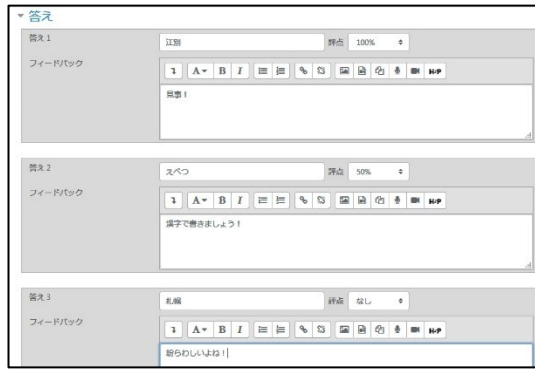 答え
答え 1
江別
評点
100%
フィードバック
A B I
H-P
見事!
答え 2
えべつ
評点
50%
フィードバック
A B I
H-P
漢字で書きましょう!
答え 3
札幌
評点
なし
フィードバック
A B I
H-P
紛らわしいよね!